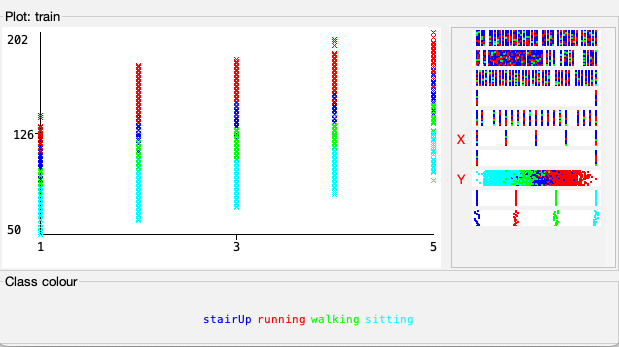 Plot: train
202
126
50
1
3
5
X
Y
Class colour
stairUp running walking sitting